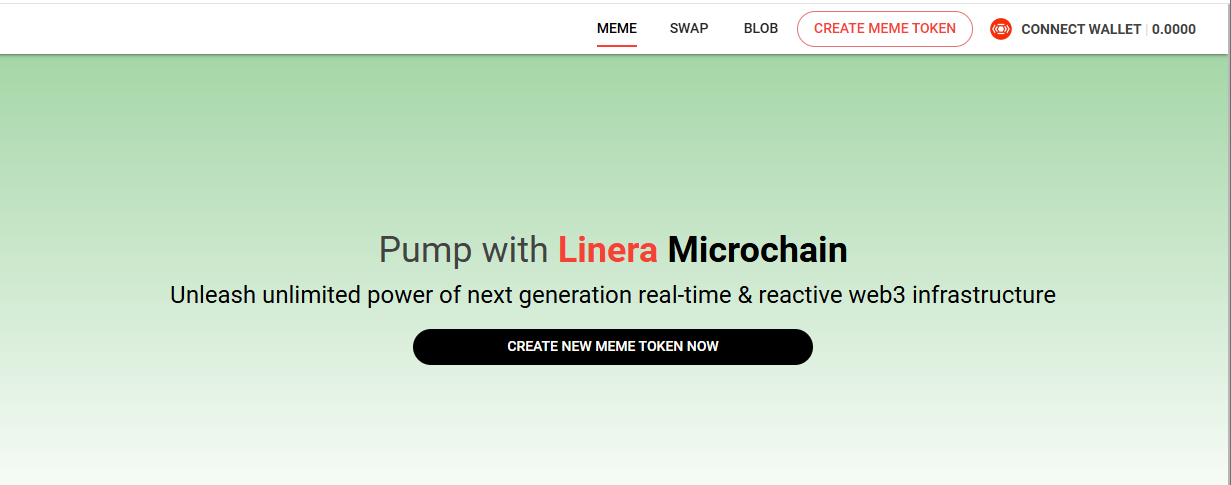 MEME SWAP BLOB CREATE MEME TOKEN CONNECT WALLET | 0.0000
Pump with Linera Microchain
Unleash unlimited power of next generation real-time & reactive web3 infrastructure
CREATE NEW MEME TOKEN NOW